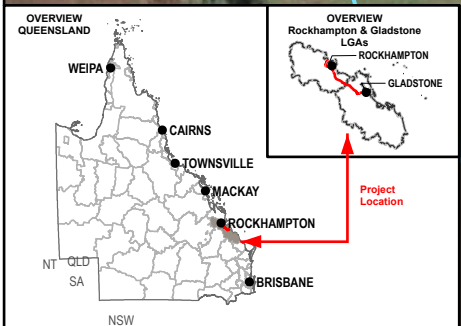 OVERVIEW
QUEENSLAND
WEIPA
CAIRNS
TOWNSVILLE
MACKAY
ROCKHAMPTON
BRISBANE
NT
QLD
SA
NSW
OVERVIEW
Rockhampton & Gladstone
LGAs
ROCKHAMPTON
GLADSTONE
Project
Location